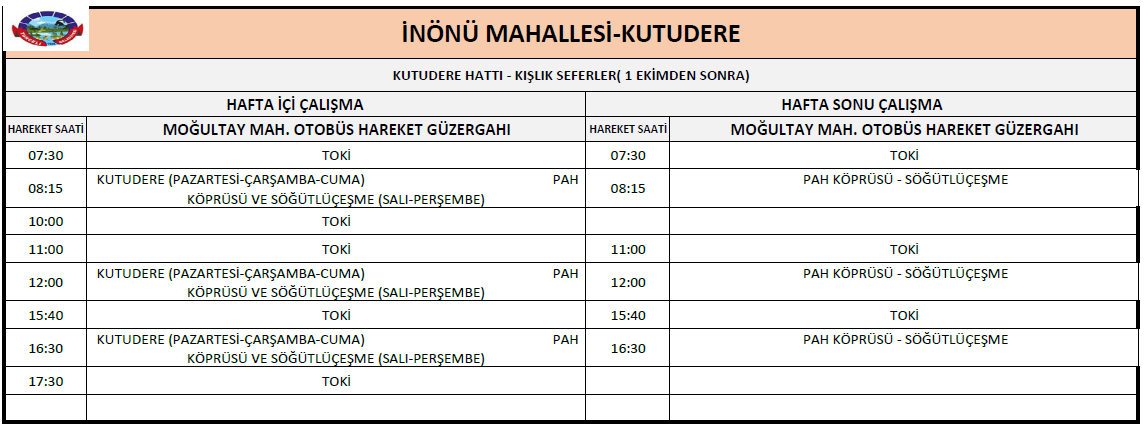 İNÖNÜ MAHALLESİ-KUTUDERE
KUTUDERE HATTI - KIŞLIK SEFERLER( 1 EKİMDEN SONRA)
HAFTA İÇİ ÇALIŞMA HAFTA SONU ÇALIŞMA
HAREKET SAATİ MOĞULTAY MAH. OTOBÜS HAREKET GÜZERGAHI HAREKET SAATİ MOĞULTAY MAH. OTOBÜS HAREKET GÜZERGAHI
07:30 TOKİ 07:30 TOKİ
08:15 KUTUDERE (PAZARTESİ-ÇARŞAMBA-CUMA) PAH 08:15 PAH KÖPRÜSÜ - SÖĞÜTLÜÇEŞME
KÖPRÜSÜ VE SÖĞÜTLÜÇEŞME (SALI-PERŞEMBE)
10:00 TOKİ
11:00 TOKİ 11:00 TOKİ
12:00 KUTUDERE (PAZARTESİ-ÇARŞAMBA-CUMA) PAH 12:00 PAH KÖPRÜSÜ - SÖĞÜTLÜÇEŞME
KÖPRÜSÜ VE SÖĞÜTLÜÇEŞME (SALI-PERŞEMBE)
15:40 TOKİ 15:40 TOKİ
16:30 KUTUDERE (PAZARTESİ-ÇARŞAMBA-CUMA) PAH 16:30 PAH KÖPRÜSÜ - SÖĞÜTLÜÇEŞME
KÖPRÜSÜ VE SÖĞÜTLÜÇEŞME (SALI-PERŞEMBE)
17:30 TOKİ